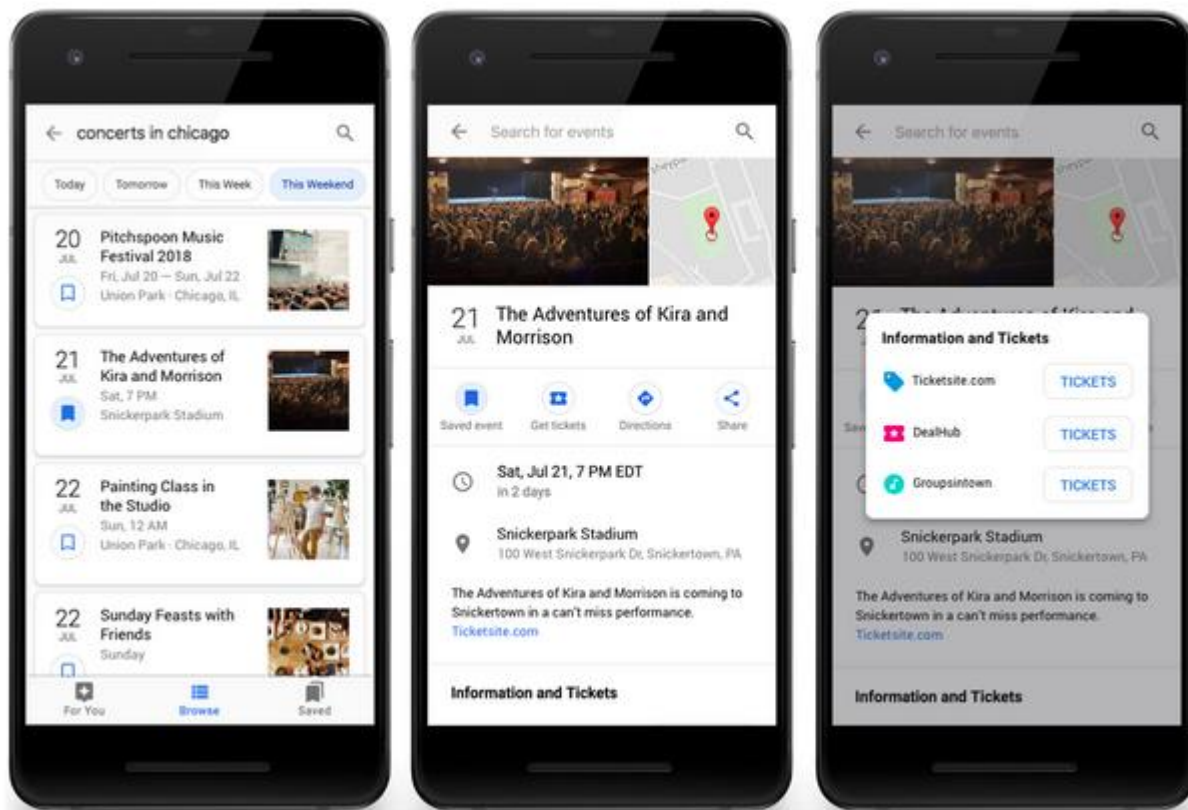 concerts in chicago
Today Tomorrow This Week This Weekend
20
JUL
Pitchspoon Music
Festival 2018
Fri, Jul 20 — Sun, Jul 22
Union Park · Chicago, IL
21
JUL
The Adventures of
Kira and Morrison
Sat, 7 PM
Snickerpark Stadium
22
JUL
Painting Class in
the Studio
Sun, 12 AM
Union Park · Chicago, IL
22
JUL
Sunday Feasts with
Friends
Sunday
For You Browse Saved
Search for events
21
JUL
The Adventures of Kira and
Morrison
Saved event Get tickets Directions Share
Sat, Jul 21, 7 PM EDT
in 2 days
Snickerpark Stadium
100 West Snickerpark Dr, Snickertown, PA
The Adventures of Kira and Morrison is coming to
Snickertown in a can't miss performance.
Ticketsite.com
Information and Tickets
Search for events
Information and Tickets
Ticketsite.com TICKETS
DealHub TICKETS
Groupsintown TICKETS
Snickerpark Stadium
100 West Snickerpark Dr, Snickertown, PA
The Adventures of Kira and Morrison is coming to
Snickertown in a can't miss performance.
Ticketsite.com
Information and Tickets